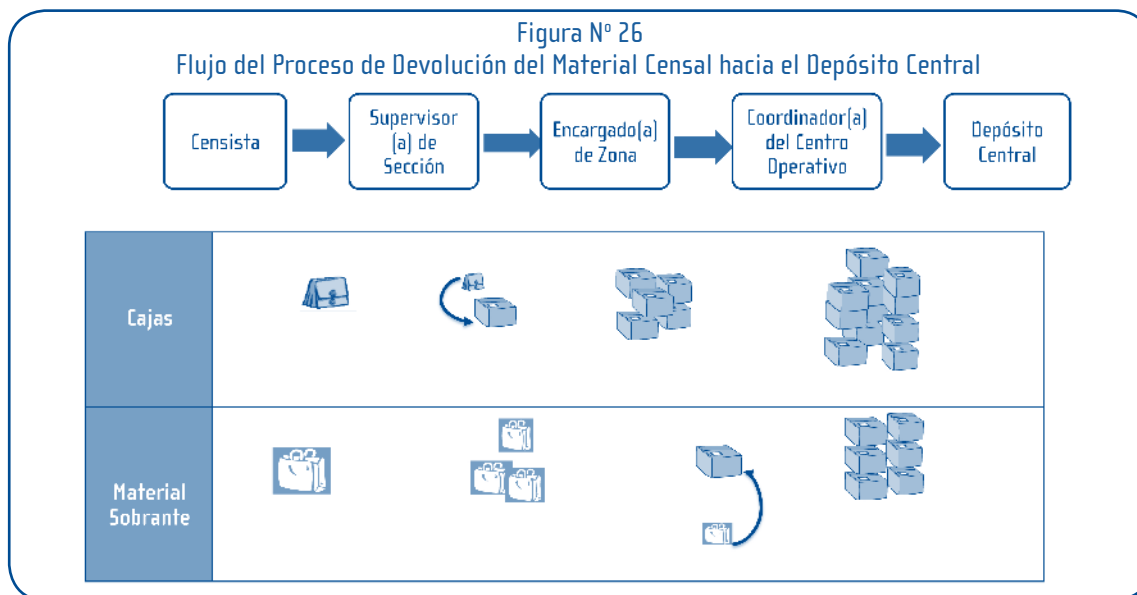 Figura Nº 26
Flujo del Proceso de Devolución del Material Censal hacia el Depósito Central
Censista
Supervisor
(a) de
Sección
Encargado(a)
de Zona
Coordinador(a)
del Centro
Operativo
Depósito
Central
Cajas
Material
Sobrante